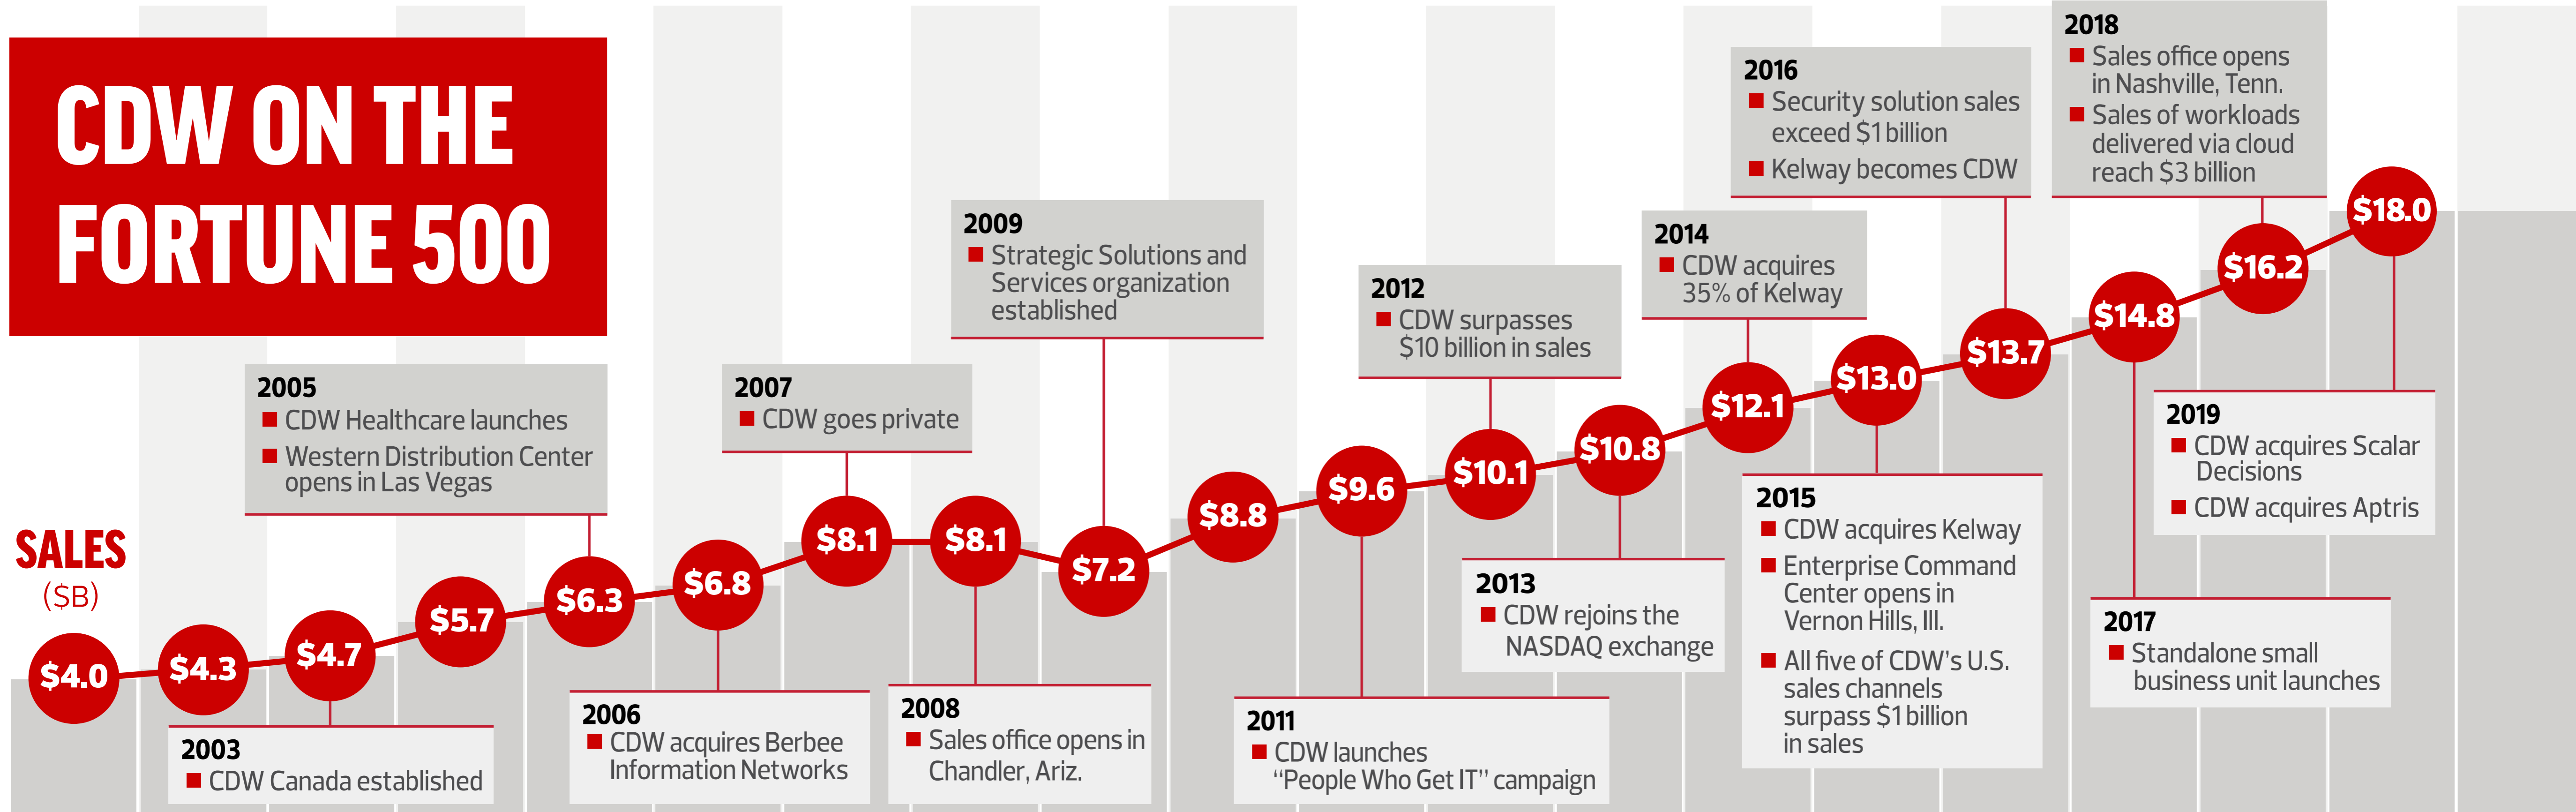 CDW ON THE
FORTUNE 500
SALES
($B)
$4.0
$4.3
$4.7
2003
CDW Canada established
$5.7
$6.3
2005
CDW Healthcare launches
Western Distribution Center
opens in Las Vegas
$6.8
2006
CDW acquires Berbee
Information Networks
$8.1
2007
CDW goes private
$8.1
2008
Sales office opens in
Chandler, Ariz.
$7.2
2009
Strategic Solutions and
Services organization
established
$8.8
$9.6
2011
CDW launches
“People Who Get IT” campaign
$10.1
2012
CDW surpasses
$10 billion in sales
$10.8
2013
CDW rejoins the
NASDAQ exchange
$12.1
2014
CDW acquires
35% of Kelway
$13.0
2015
CDW acquires Kelway
Enterprise Command
Center opens in
Vernon Hills, Ill.
All five of CDW’s U.S.
sales channels
surpass $1 billion
in sales
$13.7
2016
Security solution sales
exceed $1 billion
Kelway becomes CDW
$14.8
2017
Standalone small
business unit launches
$16.2
2018
Sales office opens
in Nashville, Tenn.
Sales of workloads
delivered via cloud
reach $3 billion
$18.0
2019
CDW acquires Scalar
Decisions
CDW acquires Aptris